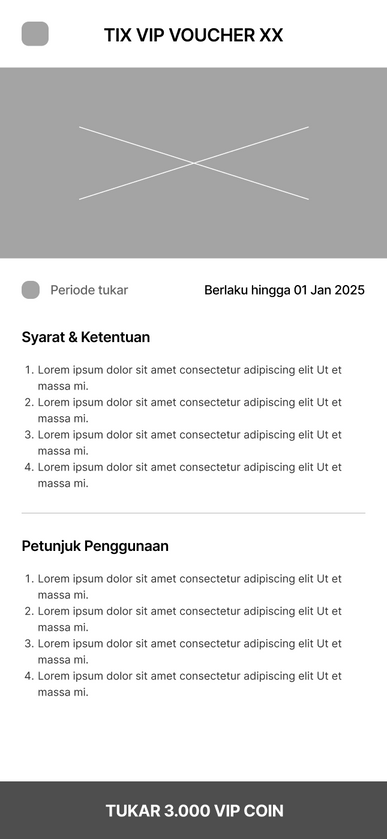 TIX VIP VOUCHER XX
Periode tukar
Berlaku hingga 01 Jan 2025
Syarat & Ketentuan
1. Lorem ipsum dolor sit amet consectetur adipiscing elit Ut et
massa mi.
2. Lorem ipsum dolor sit amet consectetur adipiscing elit Ut et
massa mi.
3. Lorem ipsum dolor sit amet consectetur adipiscing elit Ut et
massa mi.
4. Lorem ipsum dolor sit amet consectetur adipiscing elit Ut et
massa mi.
Petunjuk Penggunaan
1. Lorem ipsum dolor sit amet consectetur adipiscing elit Ut et
massa mi.
2. Lorem ipsum dolor sit amet consectetur adipiscing elit Ut et
massa mi.
3. Lorem ipsum dolor sit amet consectetur adipiscing elit Ut et
massa mi.
4. Lorem ipsum dolor sit amet consectetur adipiscing elit Ut et
massa mi.
TUKAR 3.000 VIP COIN